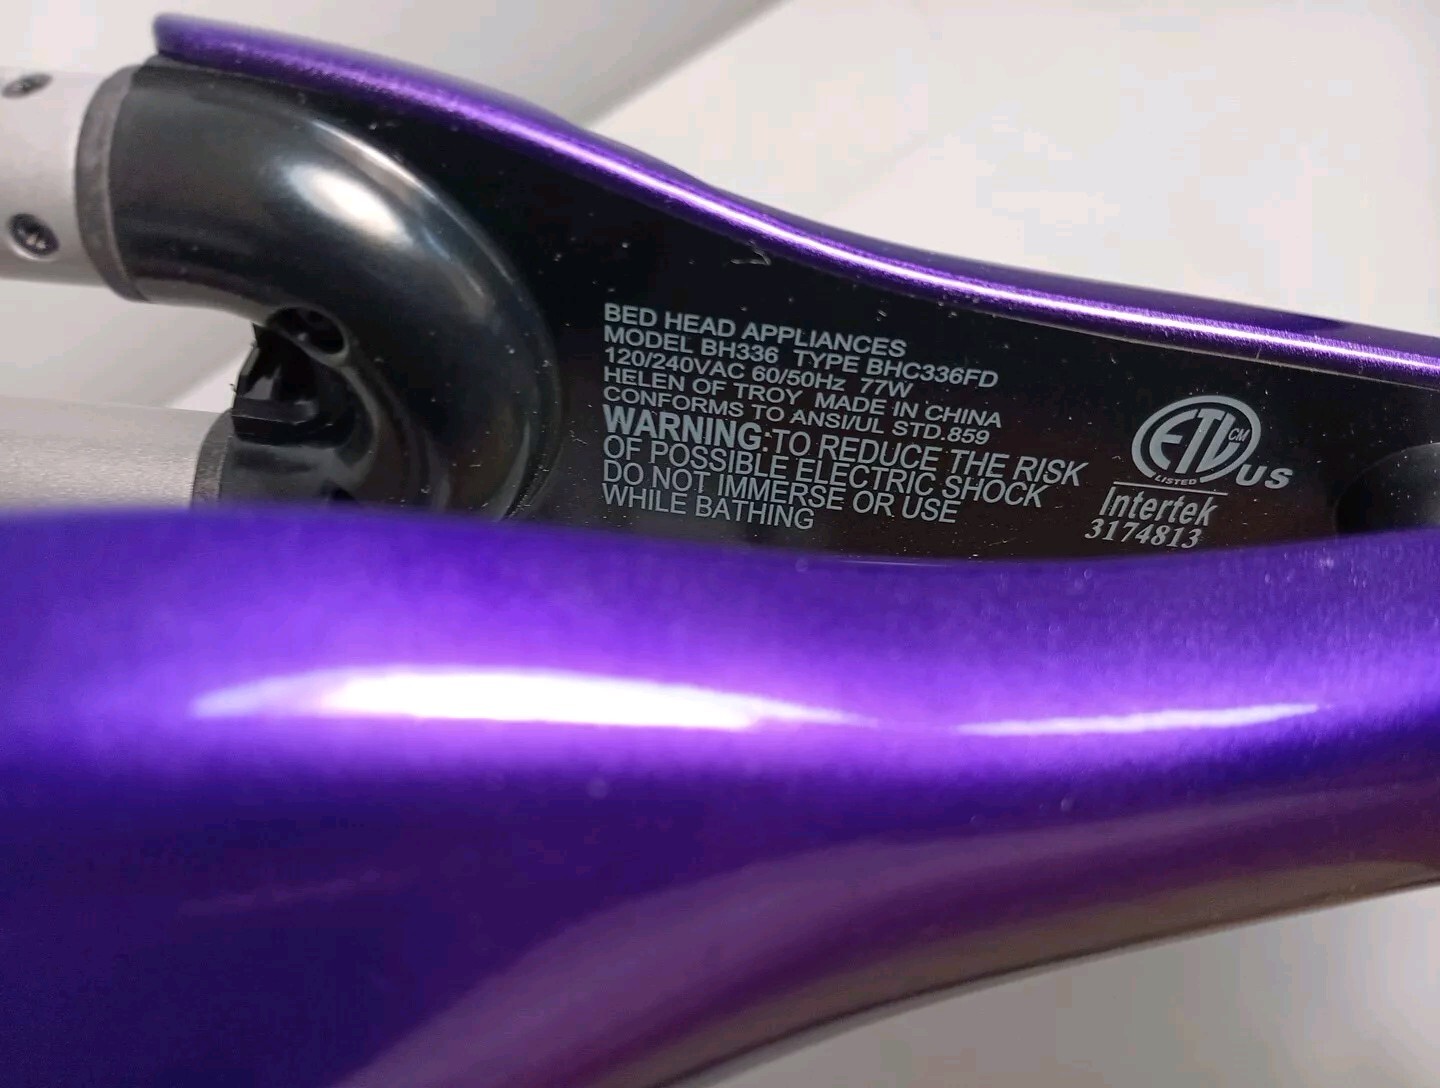 BED HEAD APPLIANCES
MODEL BH336 TYPE BHC336FD
120/240VAC 60/50Hz 77W
HELEN OF TROY MADE IN CHINA
CONFORMS TO ANSI/UL STD.859
WARNING:TO REDUCE THE RISK
OF POSSIBLE ELECTRIC SHOCK
DO NOT IMMERSE OR USE
WHILE BATHING
ETL CM
LISTED US
Intertek
3174813